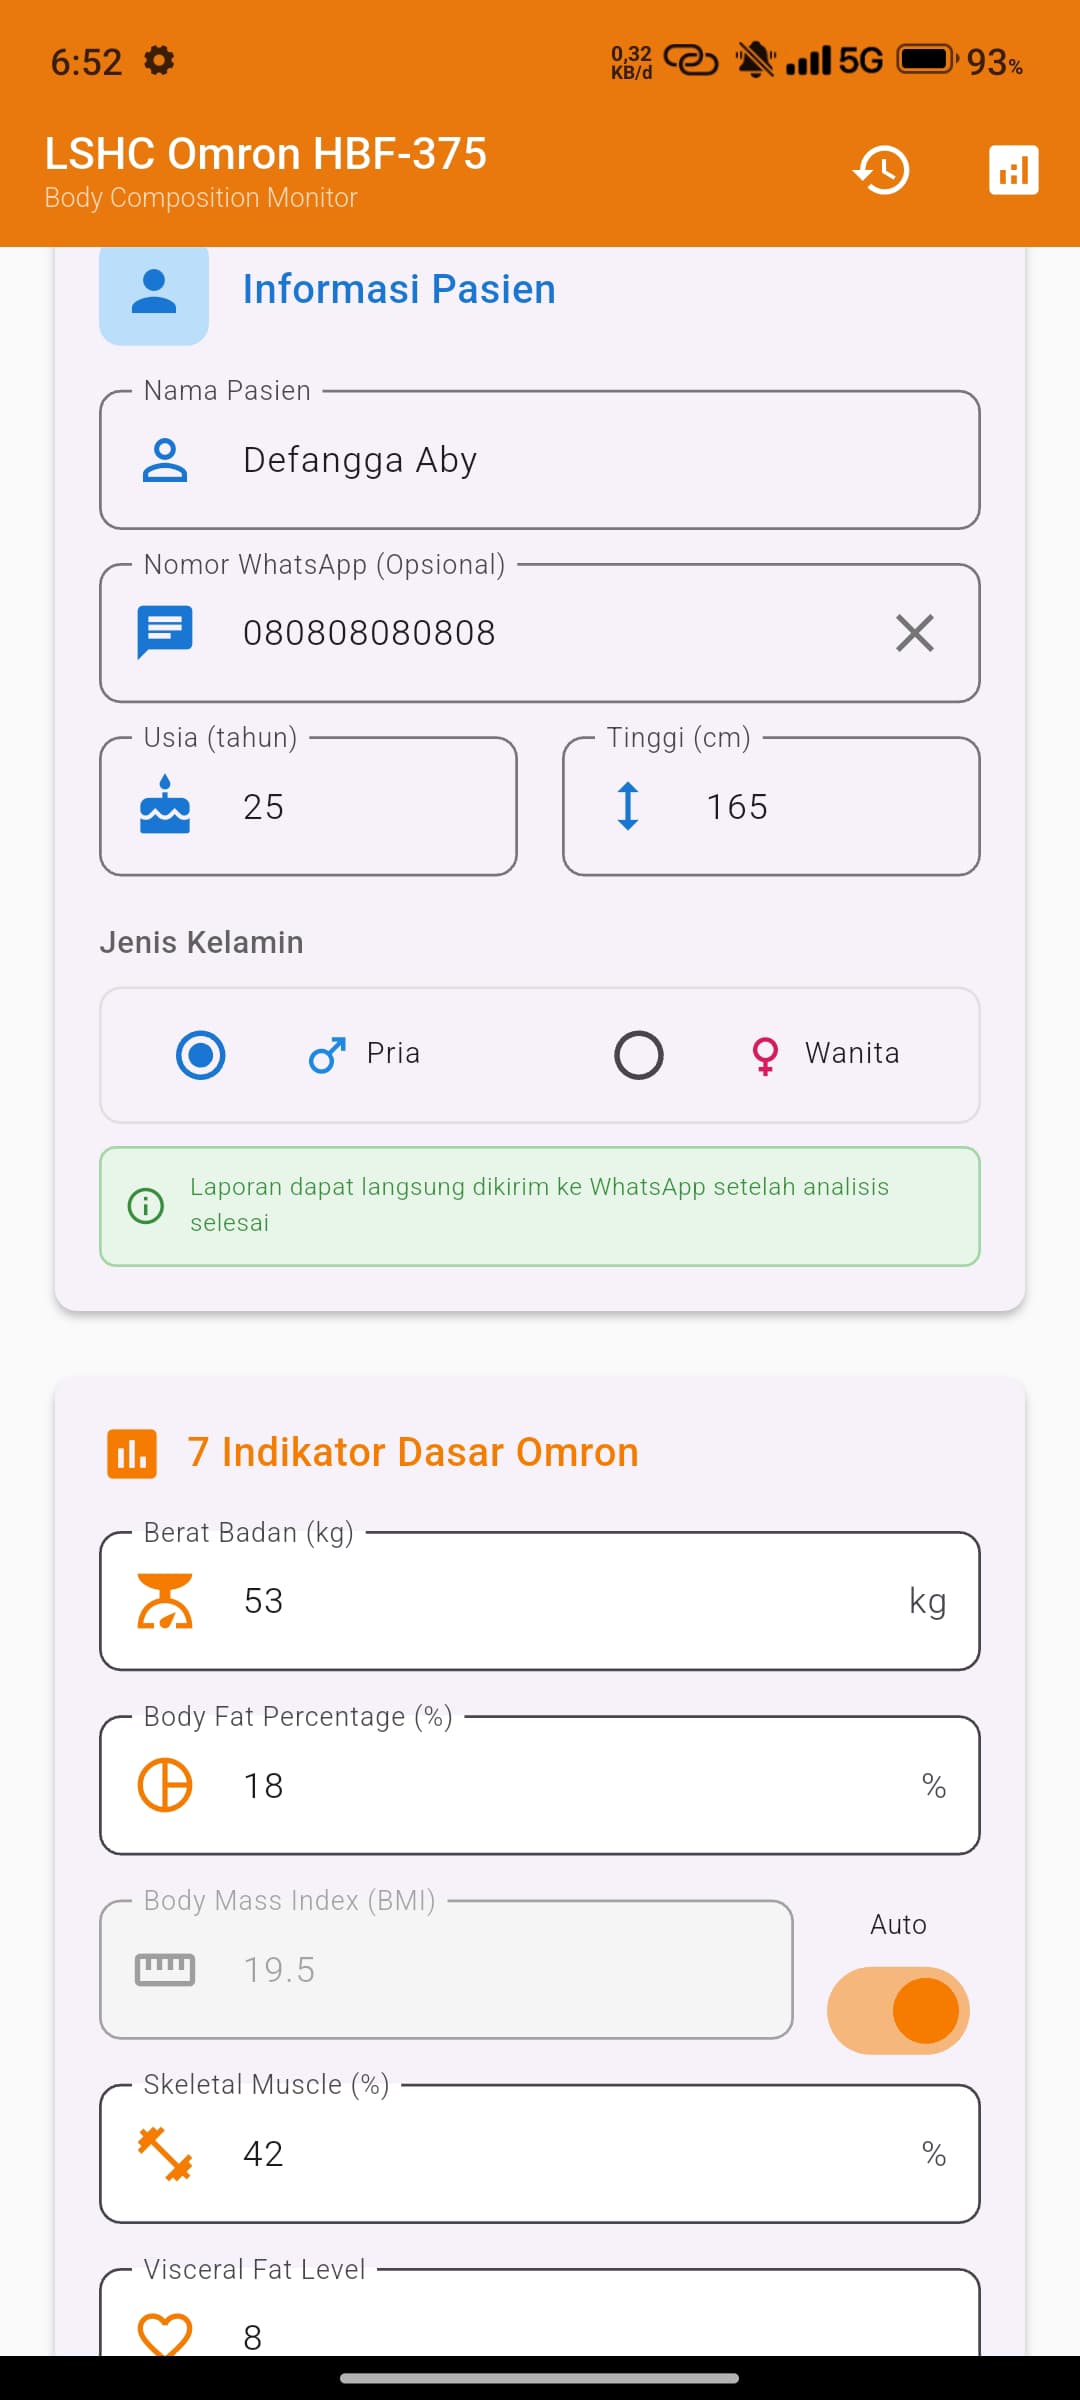 6:52
0,32
KB/d
5G
93%
LSHC Omron HBF-375
Body Composition Monitor
Informasi Pasien
Nama Pasien
Defangga Aby
Nomor WhatsApp (Opsional)
080808080808
Usia (tahun)
25
Tinggi (cm)
165
Jenis Kelamin
Pria
Wanita
Laporan dapat langsung dikirim ke WhatsApp setelah analisis
selesai
7 Indikator Dasar Omron
Berat Badan (kg)
53
kg
Body Fat Percentage (%)
18
%
Body Mass Index (BMI)
19.5
Auto
Skeletal Muscle (%)
42
%
Visceral Fat Level
8